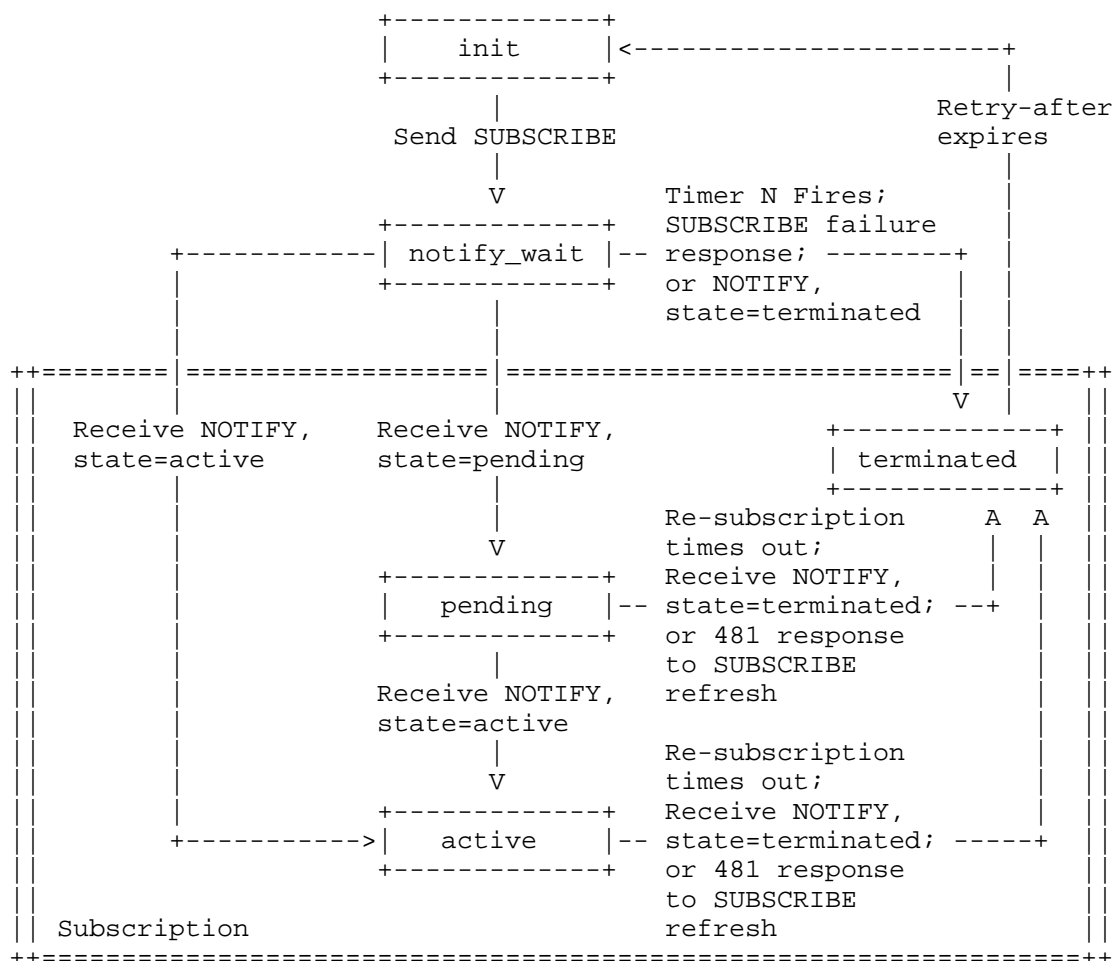 init
Retry-after
Send SUBSCRIBE expires
V Timer N Fires;
SUBSCRIBE failure
notify_wait response;
or NOTIFY,
state=terminated
V
Receive NOTIFY, Receive NOTIFY,
state=active state=pending terminated
Re-subscription A A
V times out;
Receive NOTIFY,
pending state=terminated;
or 481 response
to SUBSCRIBE
Receive NOTIFY, refresh
state=active
Re-subscription
V times out;
Receive NOTIFY,
active state=terminated;
or 481 response
to SUBSCRIBE
Subscription refresh